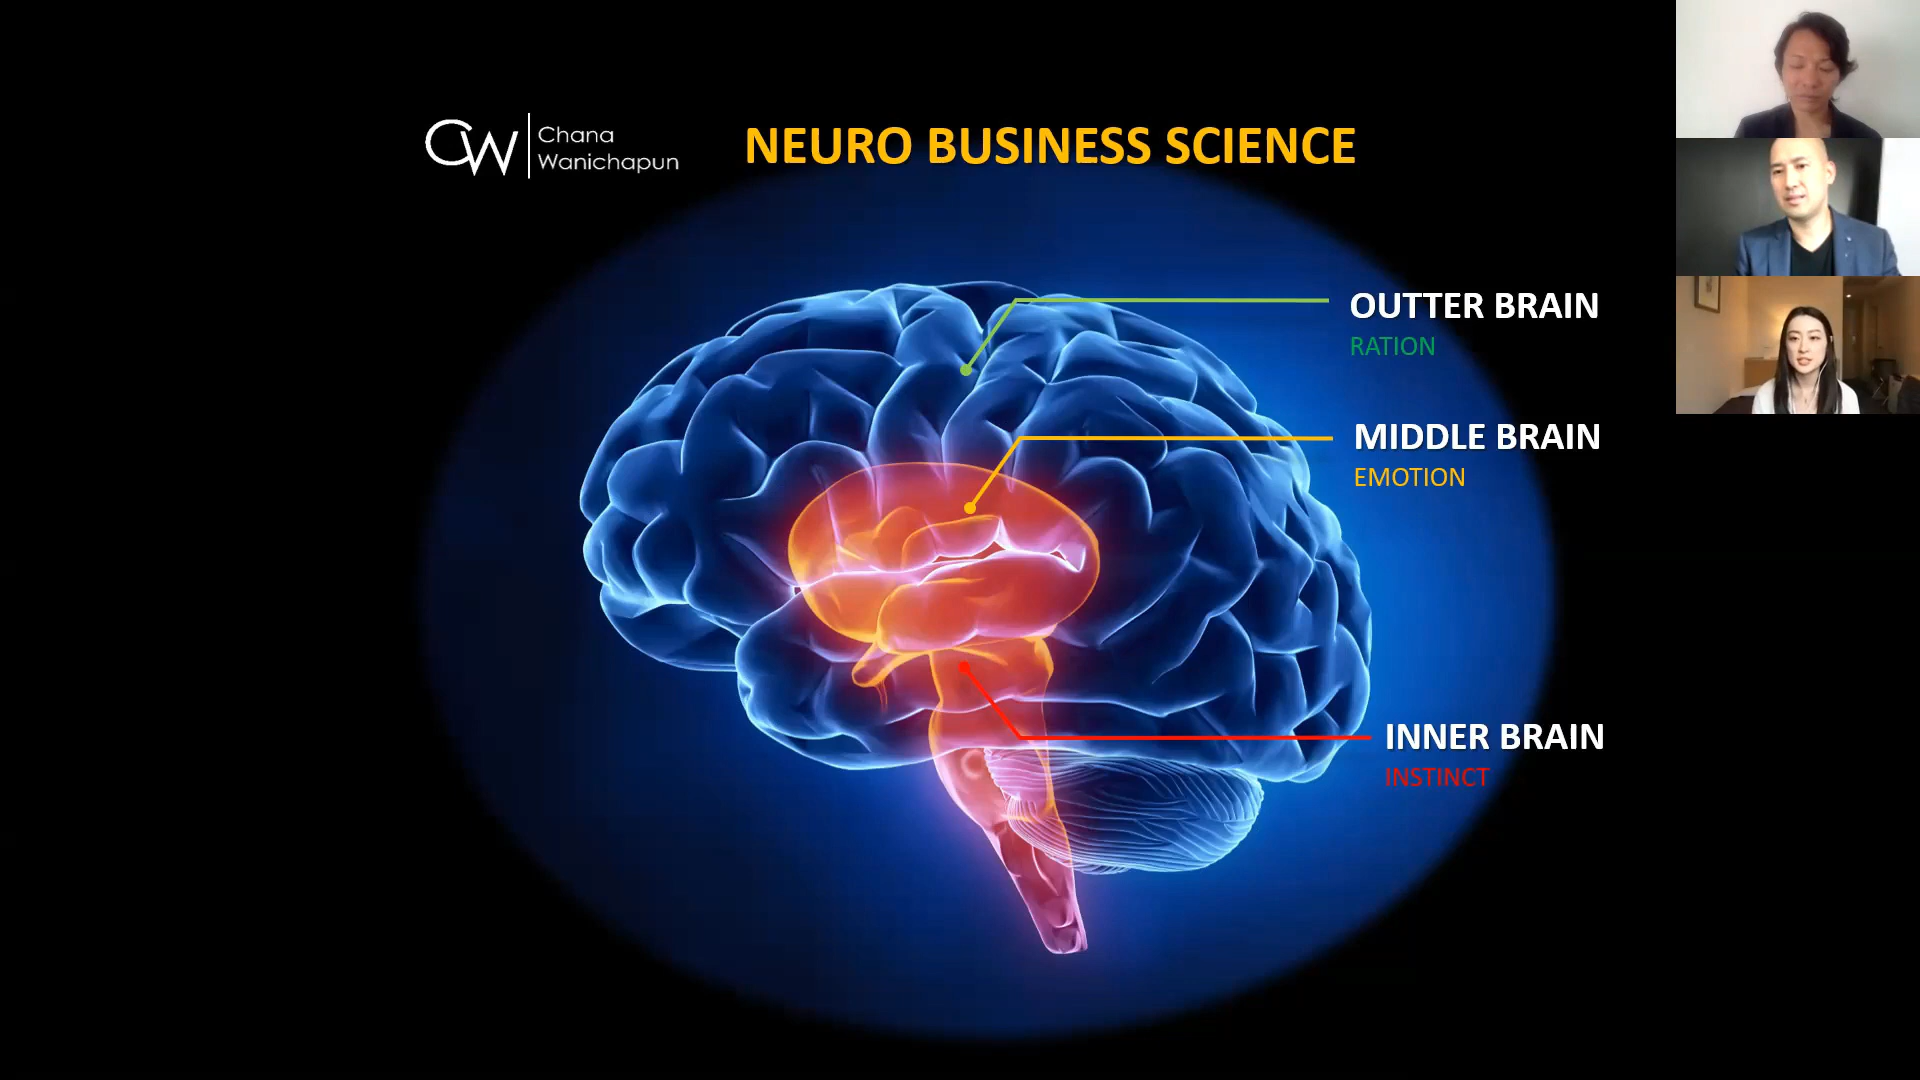 CW
Chana
Wanichapun
NEURO BUSINESS SCIENCE
OUTTER BRAIN
RATION
MIDDLE BRAIN
EMOTION
INNER BRAIN
INSTINCT